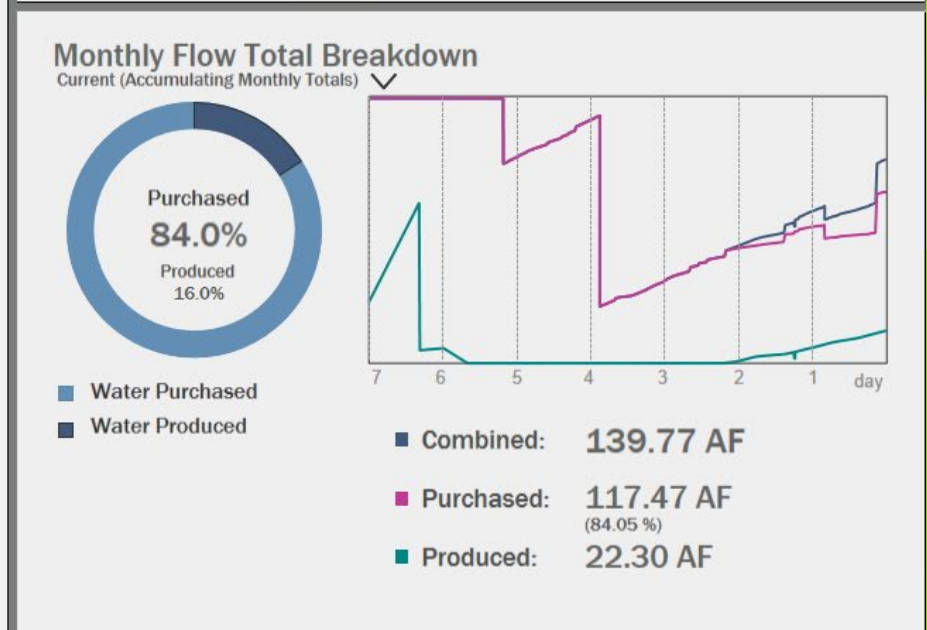 Monthly Flow Total Breakdown
Current (Accumulating Monthly Totals)
Purchased
84.0%
Produced
16.0%
Water Purchased
Water Produced
7 6 5 4 3 2 1 day
Combined: 139.77 AF
Purchased: 117.47 AF
(84.05 %)
Produced: 22.30 AF